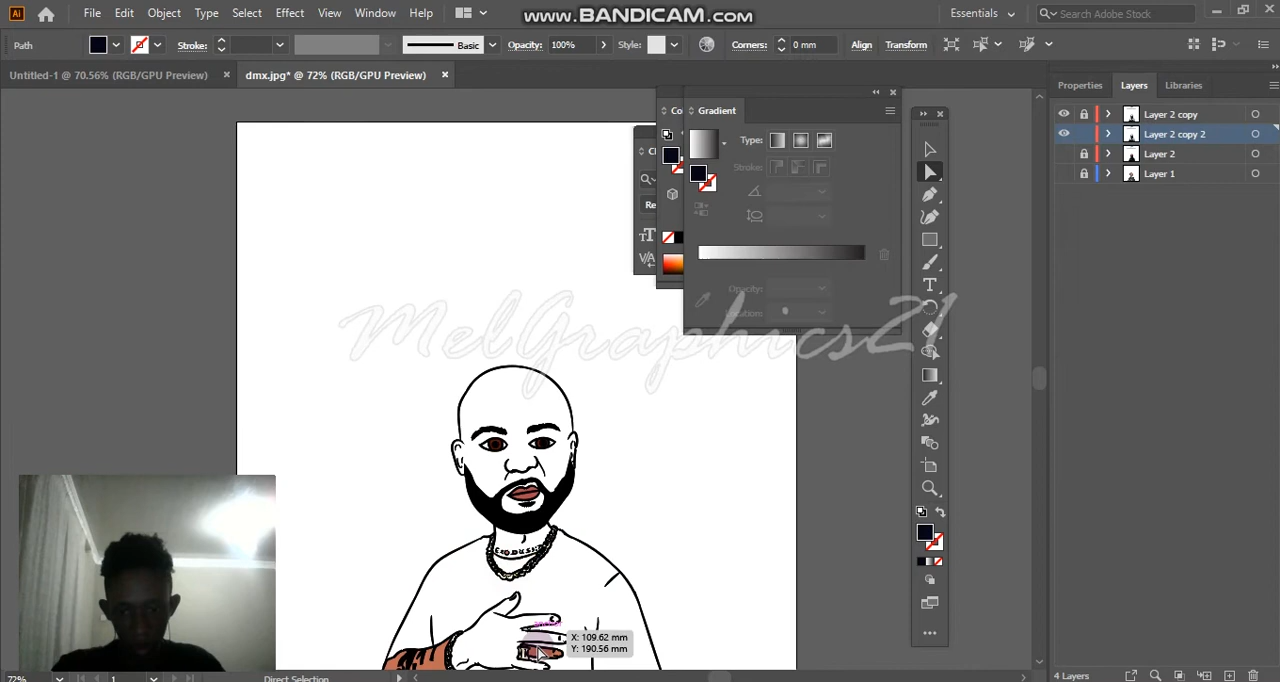 www.BANDICAM.com
File Edit Object Type Select Effect View Window Help
Essentials
Search Adobe Stock
Path
Stroke:
Basic
Opacity: 100%
Style:
Corners: 0 mm
Align
Transform
Untitled-1 @ 70.56% (RGB/GPU Preview)
dmx.jpg* @ 72% (RGB/GPU Preview)
Properties Layers Libraries
Gradient
Type:
Stroke:
Opacity:
Location:
Layer 2 copy
Layer 2 copy 2
Layer 2
Layer 1
MelGraphics21
EXODUS
X: 109.62 mm
Y: 190.56 mm
72%
1
Direct Selection
4 Layers